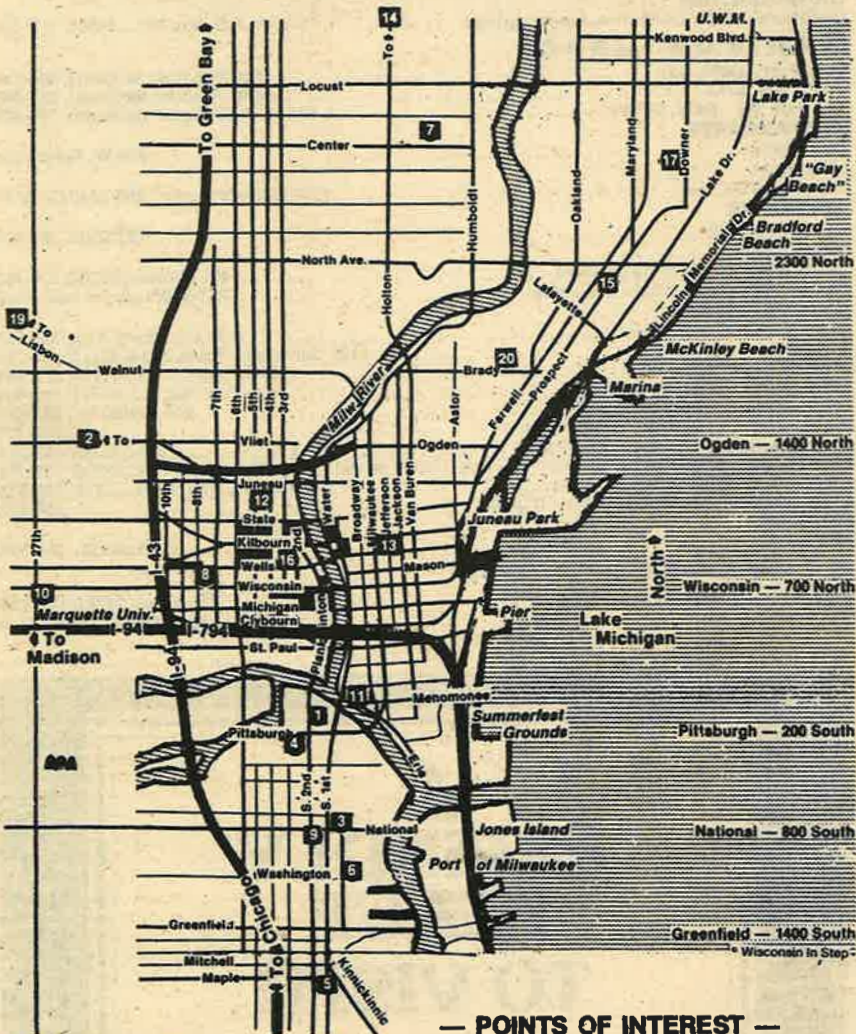 14
To
U.W.M.
Kenwood Blvd.
To Green Bay
Locust
Lake Park
7
Center
Humboldt
Oakland
Maryland
17
Downer
Lake Dr.
"Gay
Beach"
Bradford
Beach
North Ave.
2300 North
Holton
Lafayette
15
Lincoln Memorial Dr.
19
To
Lisbon
McKinley Beach
Walnut
Milw. River
Brady
20
Marina
7th
6th
5th
4th
3rd
Astor
Farwell
Prospect
2
To
Vliet
Ogden
Ogden — 1400 North
Juneau
10th
8th
12
Water
Broadway
Milwaukee
Jefferson
Jackson
Van Buren
State
Juneau Park
27th
I-43
Kilbourn
2nd
13
Wells
16
Mason
8
North
Wisconsin
Wisconsin — 700 North
10
Marquette Univ.
Michigan
Clybourn
Pier
Lake
Michigan
I-94
I-794
To
Madison
St. Paul
Plankinton
I-94
11
Menomonee
1
Summerfest
Grounds
Pittsburgh
4
Pittsburgh — 200 South
Erie
S. 2nd
S. 1st
3
National
9
Jones Island
National — 800 South
Port of Milwaukee
Washington
6
To Chicago
Greenfield
Greenfield — 1400 South
Wisconsin In Step
Mitchell
Maple
5
Kinnickinnic
— POINTS OF INTEREST —